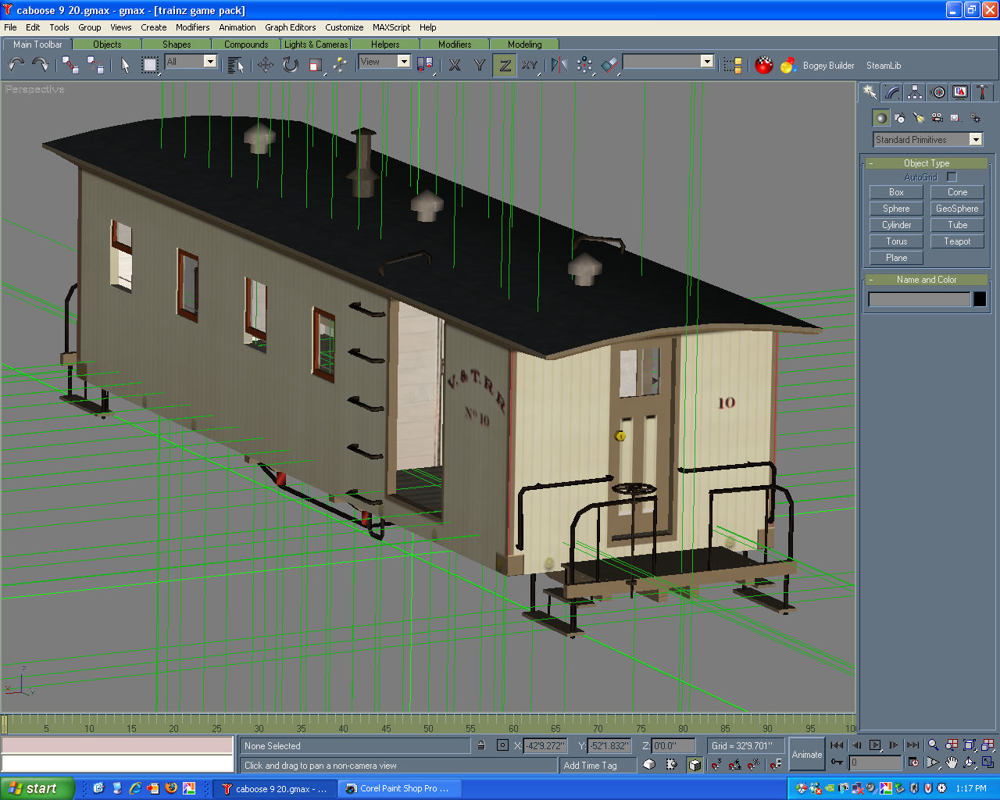 caboose 9 20.gmax - gmax - [trainz game pack]
File Edit Tools Group Views Create Modifiers Animation Graph Editors Customize MAXScript Help
Main Toolbar Objects Shapes Compounds Lights & Cameras Helpers Modifiers Modeling
All View X Y Z XY Bogey Builder SteamLib
Perspective
Standard Primitives
- Object Type
AutoGrid
Box Cone
Sphere GeoSphere
Cylinder Tube
Torus Teapot
Plane
- Name and Color
V. & T. R. R.
Nº 10
10
z
x y
5 10 15 20 25 30 35 40 45 50 55 60 65 70 75 80 85 90 95 100
None Selected X: -42'9.272" Y: -52'1.832" Z: 0'0.0" Grid = 32'9.701" Animate
Click and drag to pan a non-camera view Add Time Tag 0
start caboose 9 20.gmax - ... Corel Paint Shop Pro ... 1:17 PM